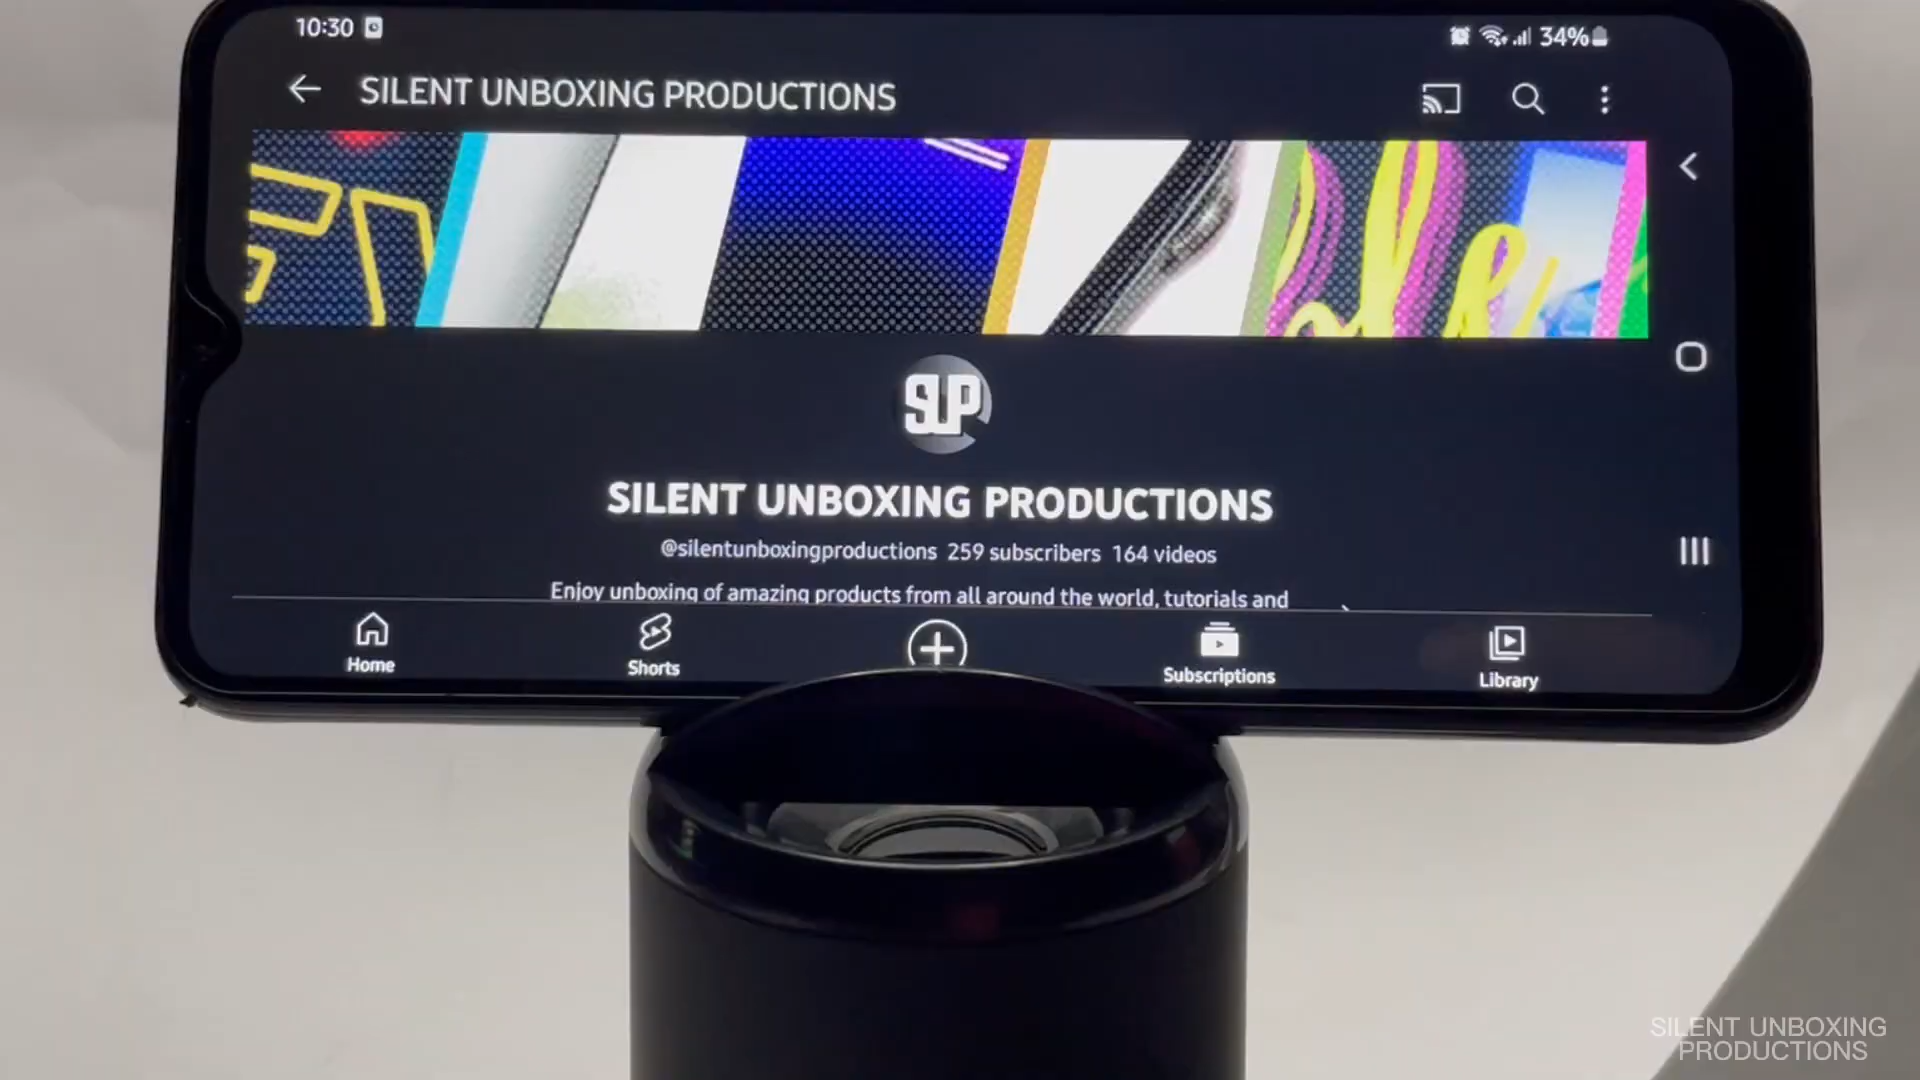 10:30
34%
SILENT UNBOXING PRODUCTIONS
SUP
SILENT UNBOXING PRODUCTIONS
@silentunboxingproductions 259 subscribers 164 videos
Enjoy unboxing of amazing products from all around the world, tutorials and
Home
Shorts
Subscriptions
Library
SILENT UNBOXING
PRODUCTIONS